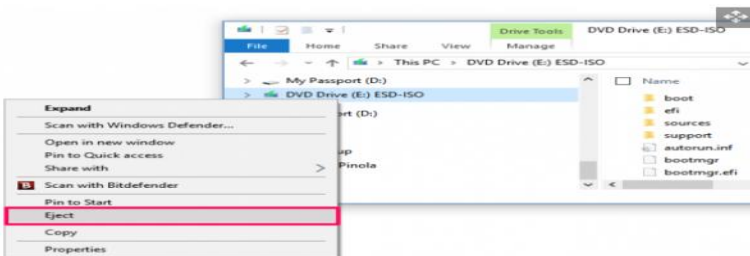 Drive Tools DVD Drive (E:) ESD-ISO
File Home Share View Manage
This PC > DVD Drive (E:) ESD-ISO
My Passport (D:)
DVD Drive (E:) ESD-ISO
ort (D:)
up
Pinola
Name
boot
efi
sources
support
autorun.inf
bootmgr
bootmgr.efi
Expand
Scan with Windows Defender...
Open in new window
Pin to Quick access
Share with
B Scan with Bitdefender
Pin to Start
Eject
Copy
Properties